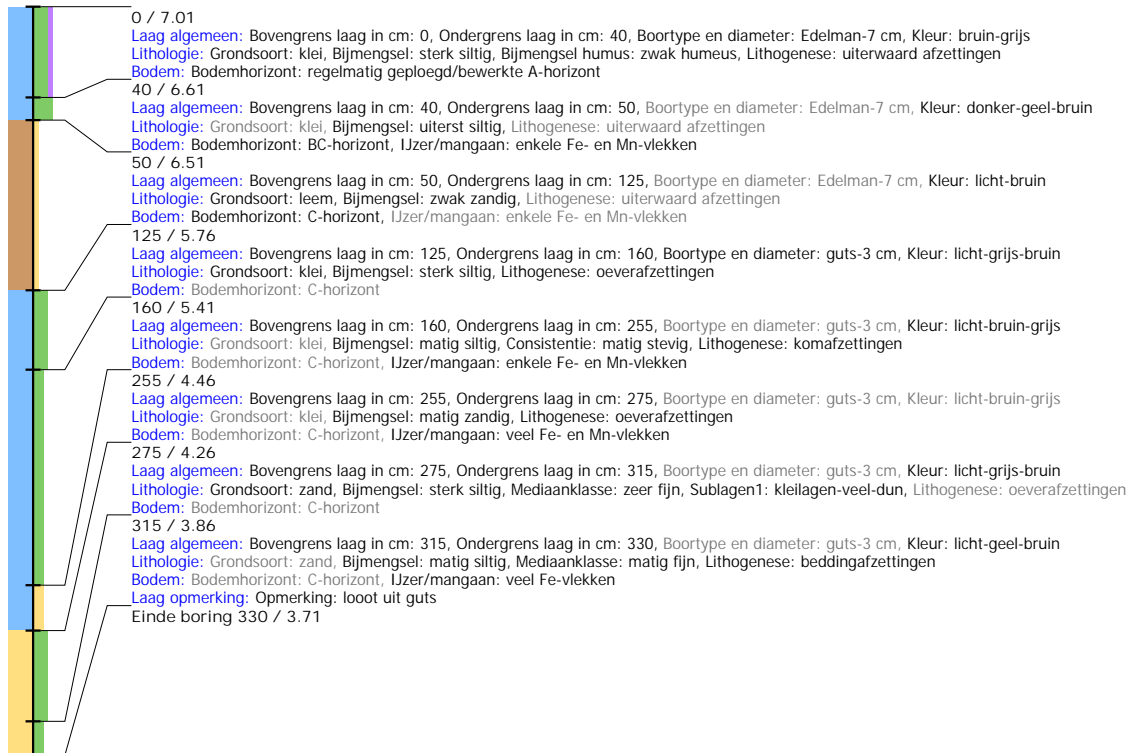 0 / 7.01
Laag algemeen: Bovengrens laag in cm: 0, Ondergrens laag in cm: 40, Boortype en diameter: Edelman-7 cm, Kleur: bruin-grijs
Lithologie: Grondsoort: klei, Bijmengsel: sterk siltig, Bijmengsel humus: zwak humeus, Lithogenese: uiterwaard afzettingen
Bodem: Bodemhorizont: regelmatig geploegd/bewerkte A-horizont
40 / 6.61
Laag algemeen: Bovengrens laag in cm: 40, Ondergrens laag in cm: 50, Boortype en diameter: Edelman-7 cm, Kleur: donker-geel-bruin
Lithologie: Grondsoort: klei, Bijmengsel: uiterst siltig, Lithogenese: uiterwaard afzettingen
Bodem: Bodemhorizont: BC-horizont, IJzer/mangaan: enkele Fe- en Mn-vlekken
50 / 6.51
Laag algemeen: Bovengrens laag in cm: 50, Ondergrens laag in cm: 125, Boortype en diameter: Edelman-7 cm, Kleur: licht-bruin
Lithologie: Grondsoort: leem, Bijmengsel: zwak zandig, Lithogenese: uiterwaard afzettingen
Bodem: Bodemhorizont: C-horizont, IJzer/mangaan: enkele Fe- en Mn-vlekken
125 / 5.76
Laag algemeen: Bovengrens laag in cm: 125, Ondergrens laag in cm: 160, Boortype en diameter: guts-3 cm, Kleur: licht-grijs-bruin
Lithologie: Grondsoort: klei, Bijmengsel: sterk siltig, Lithogenese: oeverafzettingen
Bodem: Bodemhorizont: C-horizont
160 / 5.41
Laag algemeen: Bovengrens laag in cm: 160, Ondergrens laag in cm: 255, Boortype en diameter: guts-3 cm, Kleur: licht-bruin-grijs
Lithologie: Grondsoort: klei, Bijmengsel: matig siltig, Consistentie: matig stevig, Lithogenese: komafzettingen
Bodem: Bodemhorizont: C-horizont, IJzer/mangaan: enkele Fe- en Mn-vlekken
255 / 4.46
Laag algemeen: Bovengrens laag in cm: 255, Ondergrens laag in cm: 275, Boortype en diameter: guts-3 cm, Kleur: licht-bruin-grijs
Lithologie: Grondsoort: klei, Bijmengsel: matig zandig, Lithogenese: oeverafzettingen
Bodem: Bodemhorizont: C-horizont, IJzer/mangaan: veel Fe- en Mn-vlekken
275 / 4.26
Laag algemeen: Bovengrens laag in cm: 275, Ondergrens laag in cm: 315, Boortype en diameter: guts-3 cm, Kleur: licht-grijs-bruin
Lithologie: Grondsoort: zand, Bijmengsel: sterk siltig, Mediaanklasse: zeer fijn, Sublagen1: kleilagen-veel-dun, Lithogenese: oeverafzettingen
Bodem: Bodemhorizont: C-horizont
315 / 3.86
Laag algemeen: Bovengrens laag in cm: 315, Ondergrens laag in cm: 330, Boortype en diameter: guts-3 cm, Kleur: licht-geel-bruin
Lithologie: Grondsoort: zand, Bijmengsel: matig siltig, Mediaanklasse: matig fijn, Lithogenese: beddingafzettingen
Bodem: Bodemhorizont: C-horizont, IJzer/mangaan: veel Fe-vlekken
Laag opmerking: Opmerking: looot uit guts
Einde boring 330 / 3.71